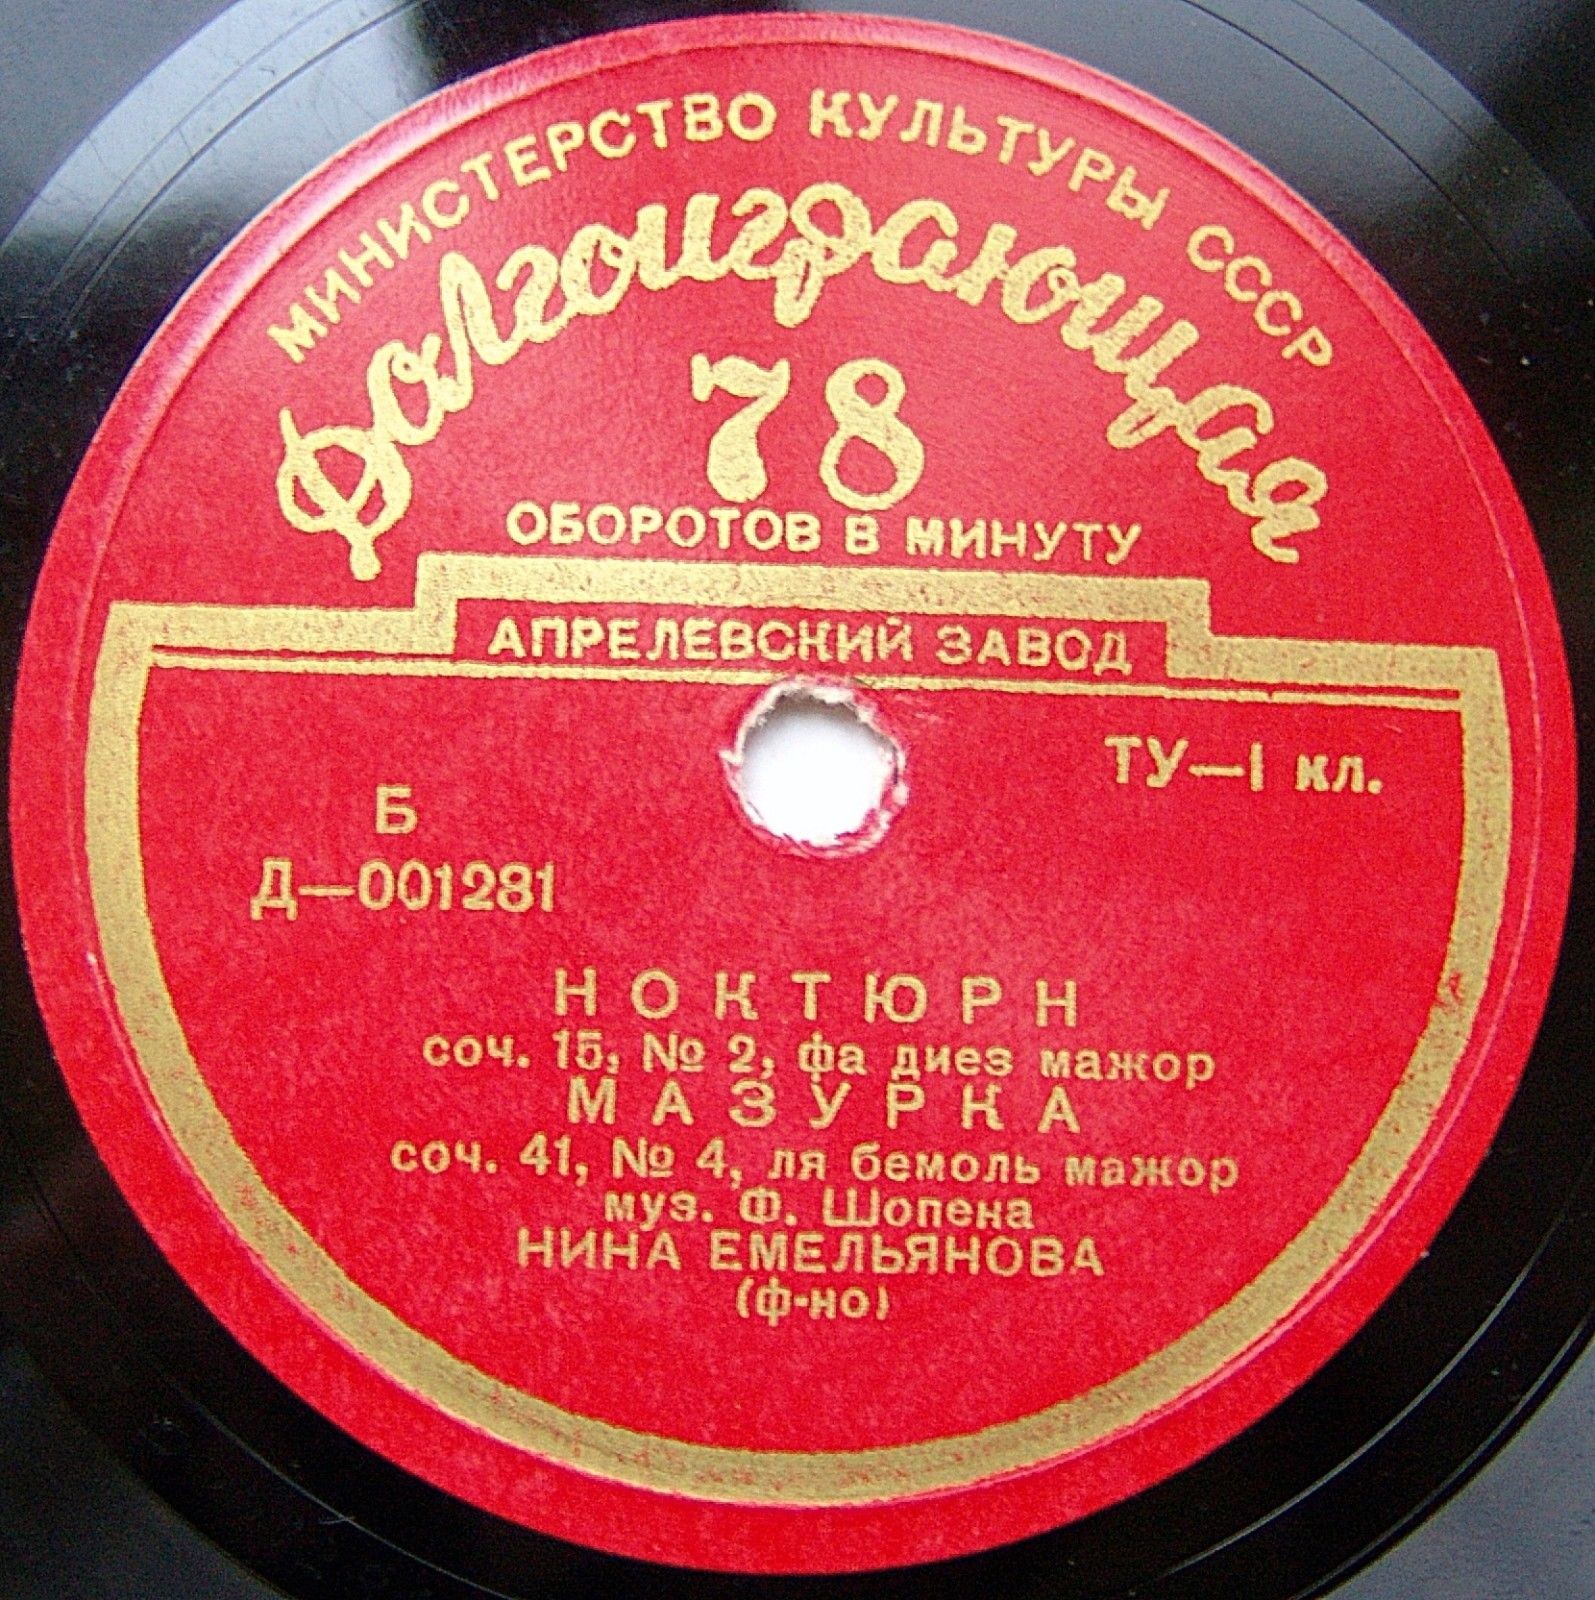 МИНИСТЕРСТВО КУЛЬТУРЫ СССР
Долгоиграющая
78
ОБОРОТОВ В МИНУТУ
АПРЕЛЕВСКИЙ ЗАВОД
ТУ—I кл.
Б
Д—001281
НОКТЮРН
соч. 15, № 2, фа диез мажор
МАЗУРКА
соч. 41, № 4, ля бемоль мажор
муз. Ф. Шопена
НИНА ЕМЕЛЬЯНОВА
(ф-но)